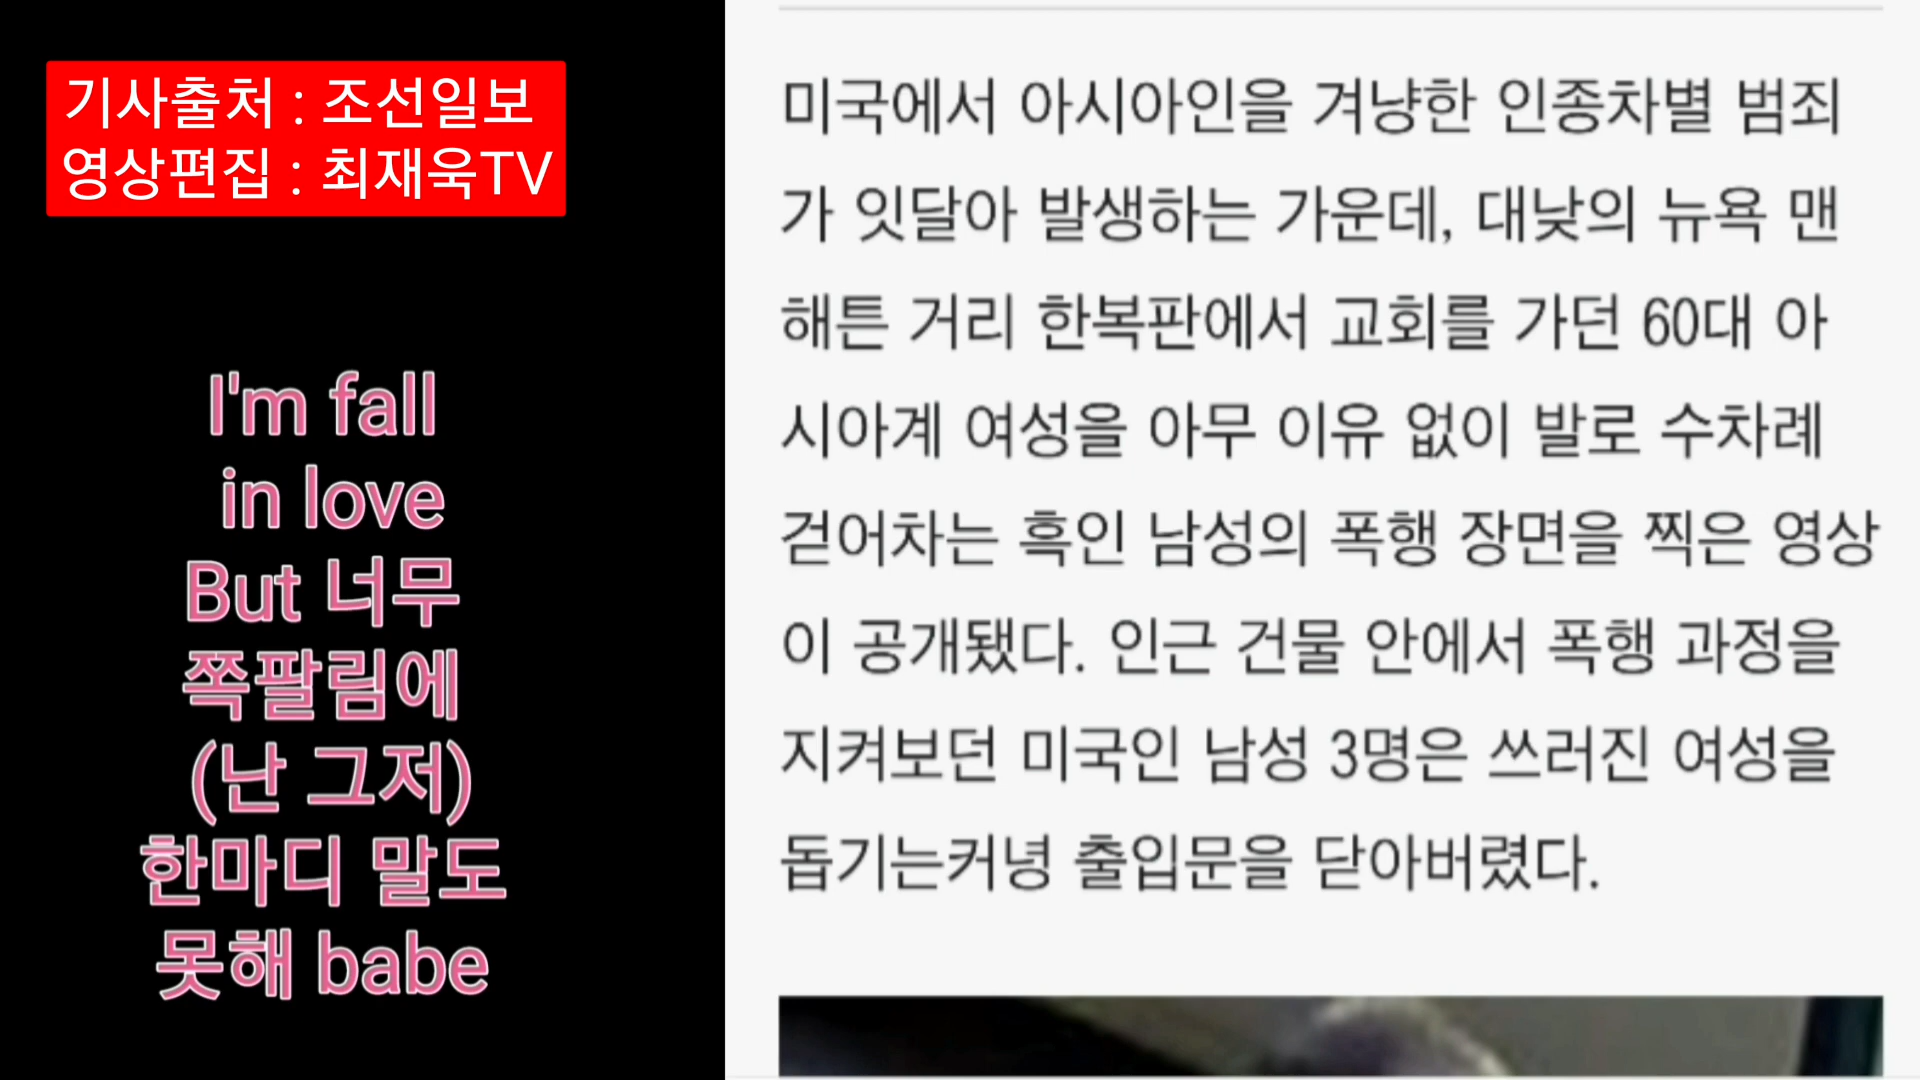 기사출처 : 조선일보
영상편집 : 최재욱TV
I'm fall
in love
But 너무
쪽팔림에
(난 그저)
한마디 말도
못해 babe
미국에서 아시아인을 겨냥한 인종차별 범죄
가 잇달아 발생하는 가운데, 대낮의 뉴욕 맨
해튼 거리 한복판에서 교회를 가던 60대 아
시아계 여성을 아무 이유 없이 발로 수차례
걷어차는 흑인 남성의 폭행 장면을 찍은 영상
이 공개됐다. 인근 건물 안에서 폭행 과정을
지켜보던 미국인 남성 3명은 쓰러진 여성을
돕기는커녕 출입문을 닫아버렸다.